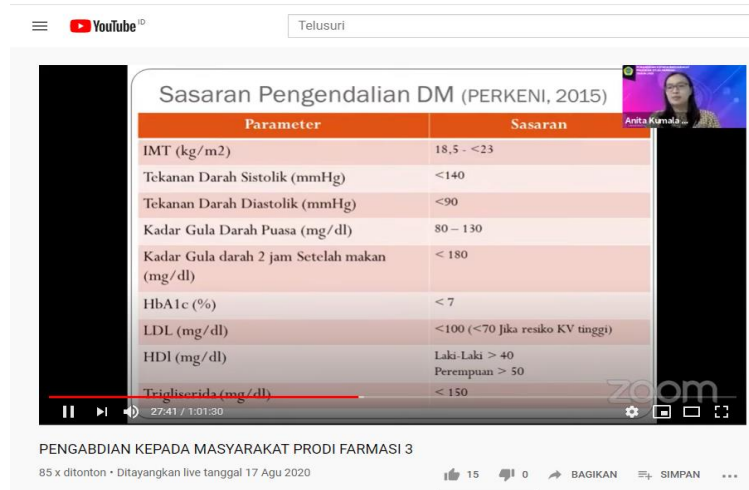 YouTube ID
Telusuri
Sasaran Pengendalian DM (PERKENI, 2015)
Anita Kumala ...
Parameter Sasaran
IMT (kg/m2) 18,5 - <23
Tekanan Darah Sistolik (mmHg) <140
Tekanan Darah Diastolik (mmHg) <90
Kadar Gula Darah Puasa (mg/dl) 80 – 130
Kadar Gula darah 2 jam Setelah makan < 180
(mg/dl)
HbA1c (%) < 7
LDL (mg/dl) <100 (<70 Jika resiko KV tinggi)
HDl (mg/dl) Laki-Laki > 40
Perempuan > 50
Trigliserida (mg/dl) < 150
zoom
27:41 / 1:01:30
PENGABDIAN KEPADA MASYARAKAT PRODI FARMASI 3
85 x ditonton • Ditayangkan live tanggal 17 Agu 2020
15 0 BAGIKAN SIMPAN ...